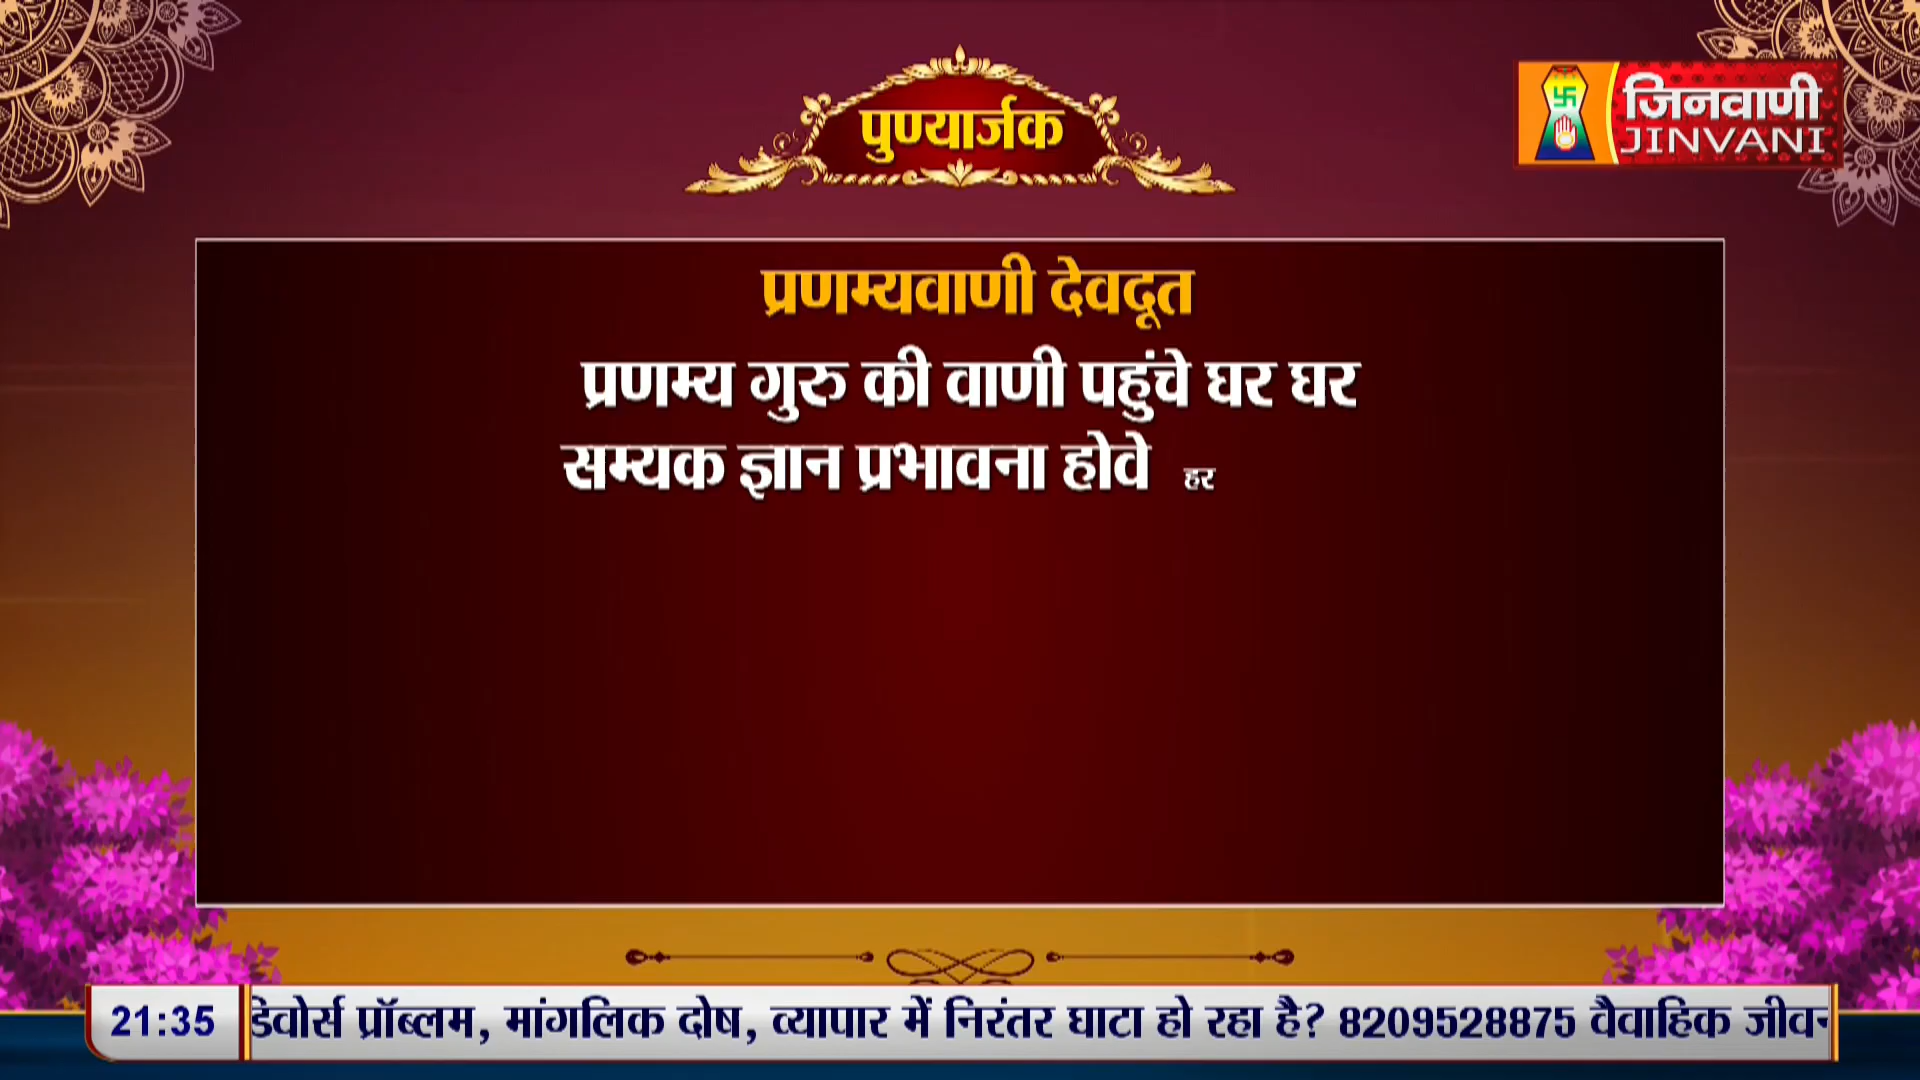 पुण्यार्जक
जिनवाणी
JINVANI
प्रणम्यवाणी देवदूत
प्रणम्य गुरु की वाणी पहुंचे घर घर
सम्यक ज्ञान प्रभावना होवे हर
21:35 डिवोर्स प्रॉब्लम, मांगलिक दोष, व्यापार में निरंतर घाटा हो रहा है? 8209528875 वैवाहिक जीव